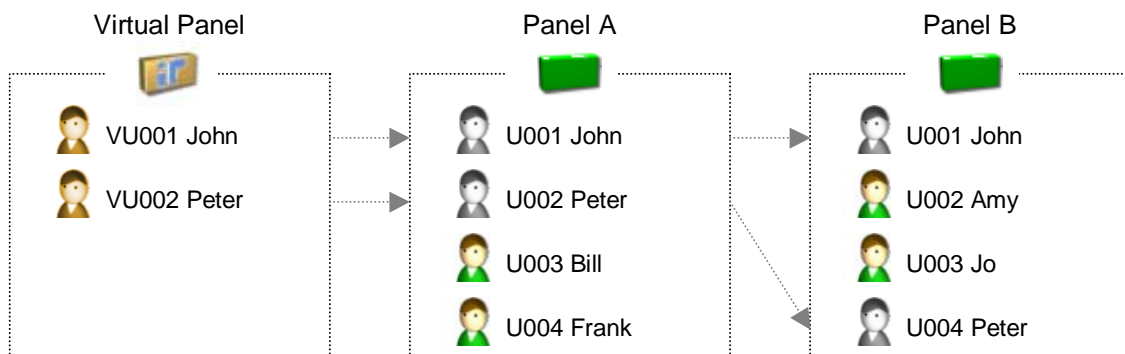 Virtual Panel
Panel A
Panel B
VU001 John
U001 John
U001 John
VU002 Peter
U002 Peter
U002 Amy
U003 Bill
U003 Jo
U004 Frank
U004 Peter